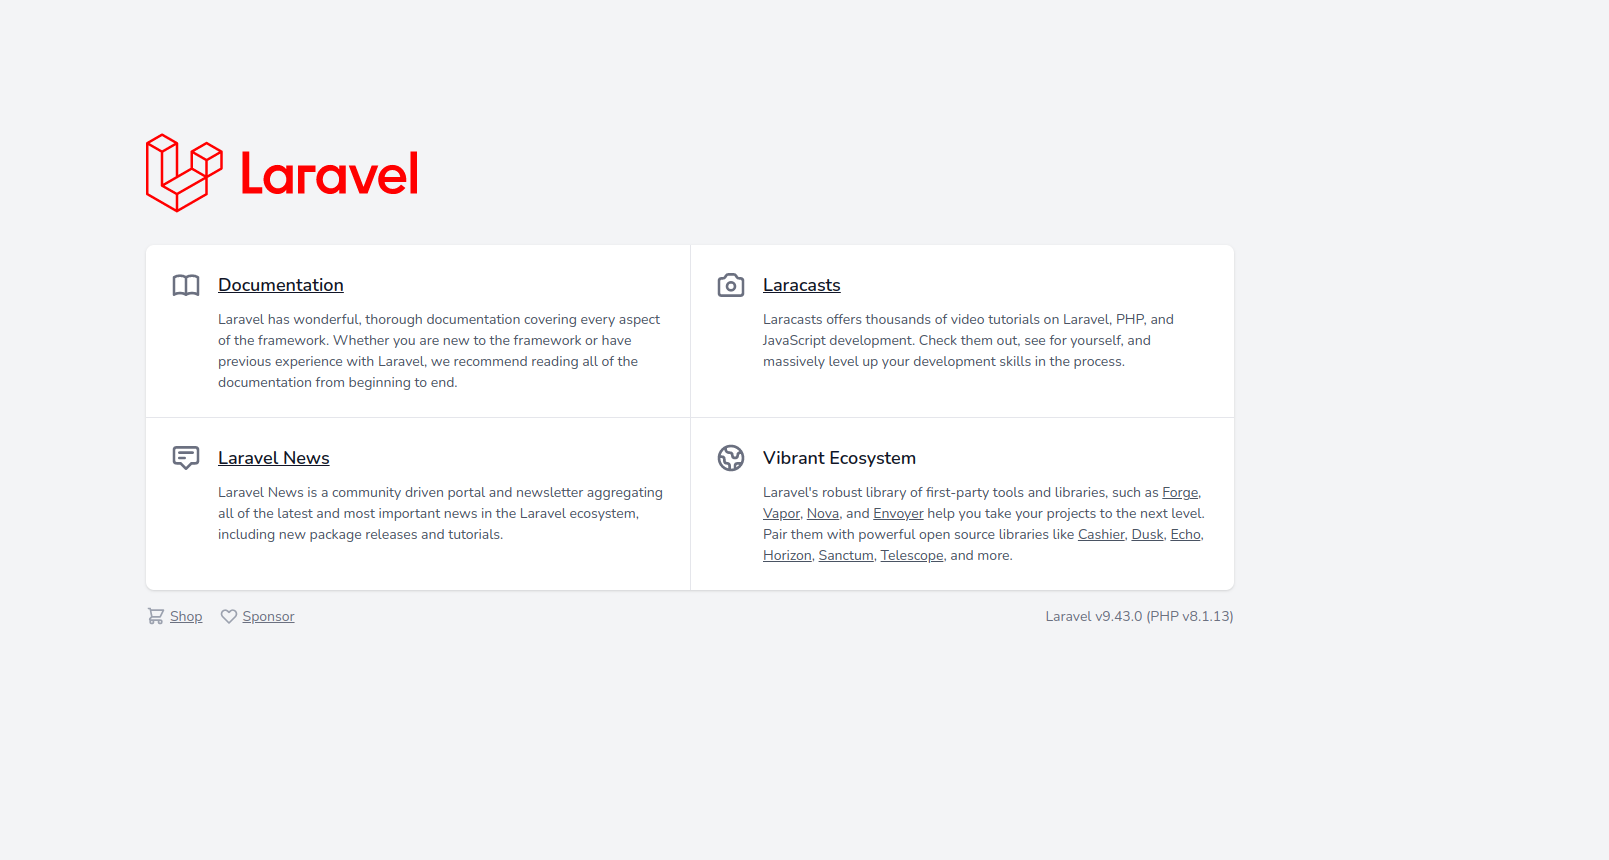 Laravel
Documentation
Laravel has wonderful, thorough documentation covering every aspect
of the framework. Whether you are new to the framework or have
previous experience with Laravel, we recommend reading all of the
documentation from beginning to end.
Laracasts
Laracasts offers thousands of video tutorials on Laravel, PHP, and
JavaScript development. Check them out, see for yourself, and
massively level up your development skills in the process.
Laravel News
Laravel News is a community driven portal and newsletter aggregating
all of the latest and most important news in the Laravel ecosystem,
including new package releases and tutorials.
Vibrant Ecosystem
Laravel's robust library of first-party tools and libraries, such as Forge,
Vapor, Nova, and Envoyer help you take your projects to the next level.
Pair them with powerful open source libraries like Cashier, Dusk, Echo,
Horizon, Sanctum, Telescope, and more.
Shop Sponsor
Laravel v9.43.0 (PHP v8.1.13)